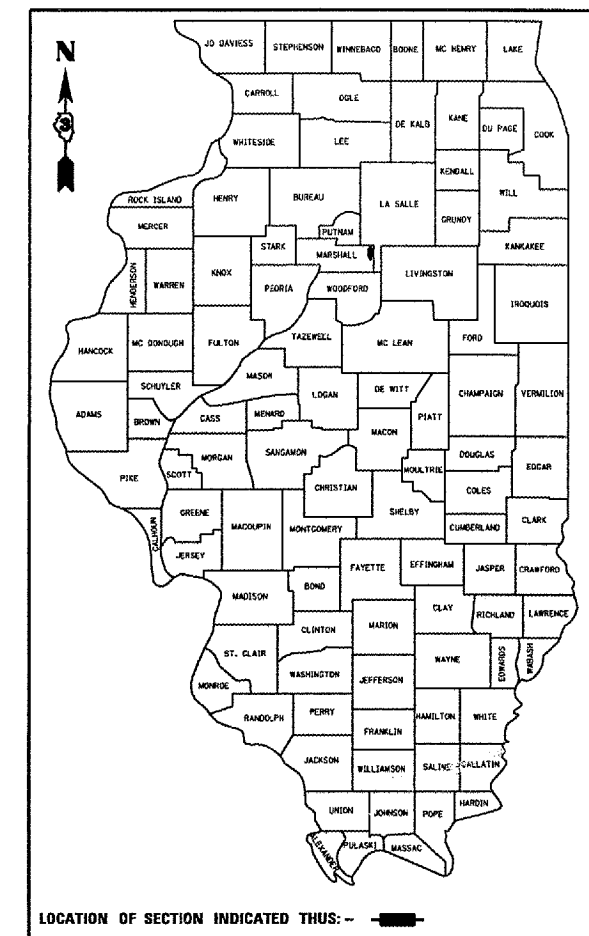 JO DAVIESS STEPHENSON WINNEBAGO BOONE MC HENRY LAKE
N
CARROLL OGLE
3
DE KALB KANE DU PAGE COOK
WHITESIDE LEE
KENDALL
WILL
ROCK ISLAND HENRY BUREAU LA SALLE
GRUNDY
MERCER PUTNAM
STARK MARSHALL KANKAKEE
HENDERSON WARREN KNOX LIVINGSTON
PEORIA WOODFORD
IROQUOIS
HANCOCK MC DONOUGH FULTON TAZEWELL MC LEAN FORD
MASON
SCHUYLER LOGAN DE WITT CHAMPAIGN VERMILION
ADAMS BROWN CASS MENARD PIATT
MACON
MORGAN SANGAMON DOUGLAS
PIKE SCOTT MOULTRIE EDGAR
CHRISTIAN COLES
GREENE SHELBY
CALHOUN MACOUPIN MONTGOMERY CUMBERLAND CLARK
JERSEY
FAYETTE EFFINGHAM JASPER CRAWFORD
MADISON BOND
CLAY RICHLAND LAWRENCE
CLINTON MARION
ST. CLAIR WAYNE EDWARDS WABASH
WASHINGTON JEFFERSON
MONROE
RANDOLPH PERRY HAMILTON WHITE
FRANKLIN
JACKSON WILLIAMSON SALINE GALLATIN
UNION JOHNSON POPE HARDIN
ALEXANDER PULASKI MASSAC
LOCATION OF SECTION INDICATED THUS: -